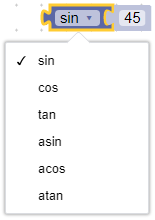 sin ▾ 45
✓ sin
cos
tan
asin
acos
atan